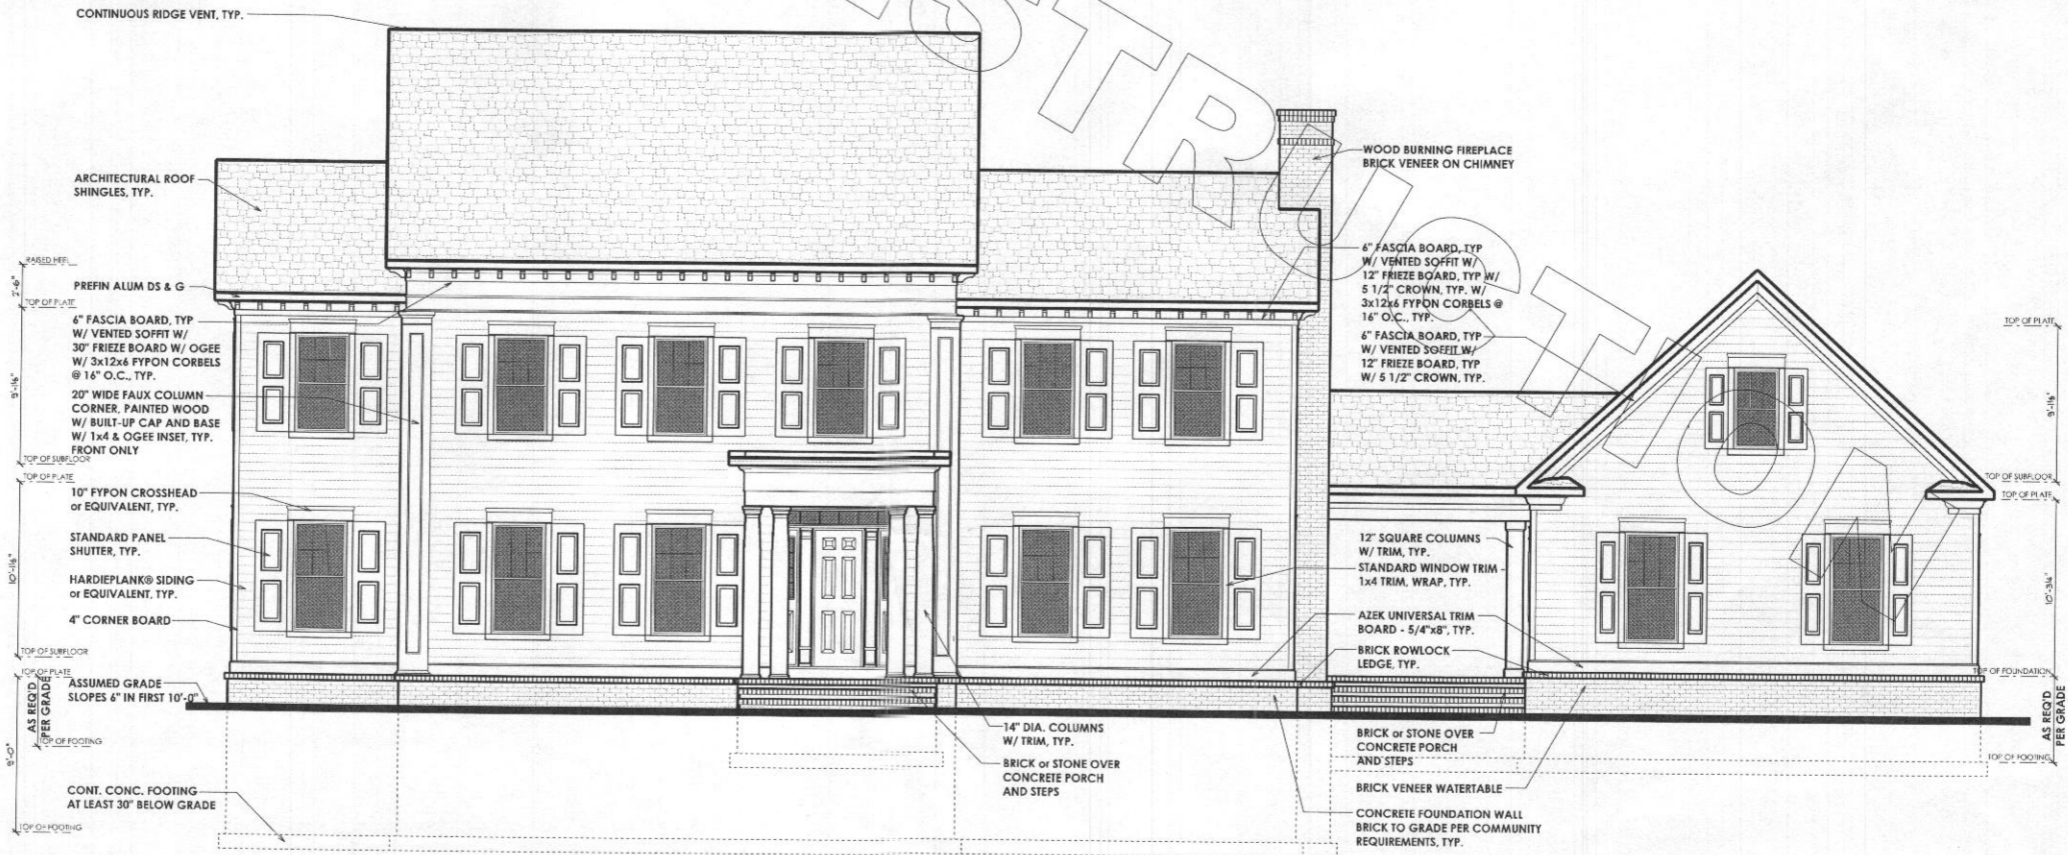 CONTINUOUS RIDGE VENT, TYP.
ARCHITECTURAL ROOF
SHINGLES, TYP.
RAISED HEEL
2'-6"
PREFIN ALUM DS & G
TOP OF PLATE
6" FASCIA BOARD, TYP
W/ VENTED SOFFIT W/
30" FRIEZE BOARD W/ OGEE
W/ 3x12x6 FYPON CORBELS
@ 16" O.C., TYP.
20" WIDE FAUX COLUMN
CORNER, PAINTED WOOD
W/ BUILT-UP CAP AND BASE
W/ 1x4 & OGEE INSET, TYP.
FRONT ONLY
TOP OF SUBFLOOR
TOP OF PLATE
10" FYPON CROSSHEAD
or EQUIVALENT, TYP.
STANDARD PANEL
SHUTTER, TYP.
HARDIEPLANK® SIDING
or EQUIVALENT, TYP.
4" CORNER BOARD
TOP OF SUBFLOOR
TOP OF PLATE
ASSUMED GRADE
SLOPES 6" IN FIRST 10'-0"
AS REQ'D
PER GRADE
TOP OF FOOTING
9'-0"
CONT. CONC. FOOTING
AT LEAST 30" BELOW GRADE
TOP OF FOOTING
14" DIA. COLUMNS
W/ TRIM, TYP.
BRICK or STONE OVER
CONCRETE PORCH
AND STEPS
WOOD BURNING FIREPLACE
BRICK VENEER ON CHIMNEY
6" FASCIA BOARD, TYP
W/ VENTED SOFFIT W/
12" FRIEZE BOARD, TYP W/
5 1/2" CROWN, TYP. W/
3x12x6 FYPON CORBELS @
16" O.C., TYP.
6" FASCIA BOARD, TYP
W/ VENTED SOFFIT W/
12" FRIEZE BOARD, TYP
W/ 5 1/2" CROWN, TYP.
12" SQUARE COLUMNS
W/ TRIM, TYP.
STANDARD WINDOW TRIM
1x4 TRIM, WRAP, TYP.
AZEK UNIVERSAL TRIM
BOARD - 5/4"x8", TYP.
BRICK ROWLOCK
LEDGE, TYP.
BRICK or STONE OVER
CONCRETE PORCH
AND STEPS
BRICK VENEER WATERTABLE
CONCRETE FOUNDATION WALL
BRICK TO GRADE PER COMMUNITY
REQUIREMENTS, TYP.
TOP OF PLATE
TOP OF SUBFLOOR
TOP OF PLATE
TOP OF FOUNDATION
AS REQ'D
PER GRADE
TOP OF FOOTING
STRUCTION